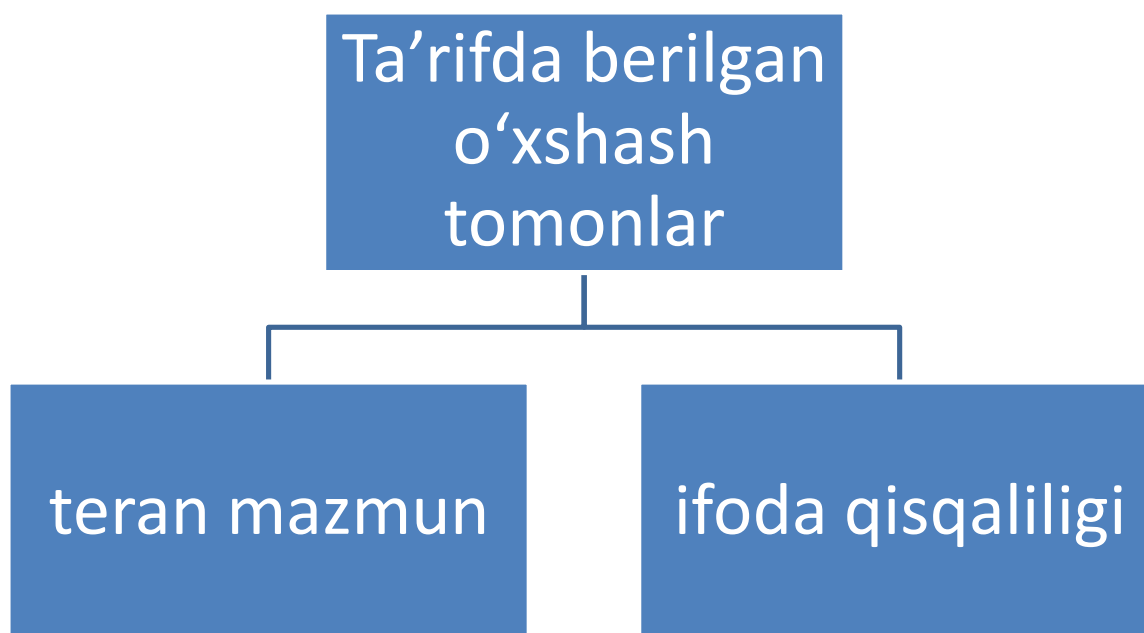 Ta’rifda berilgan
o‘xshash
tomonlar
teran mazmun
ifoda qisqaliligi